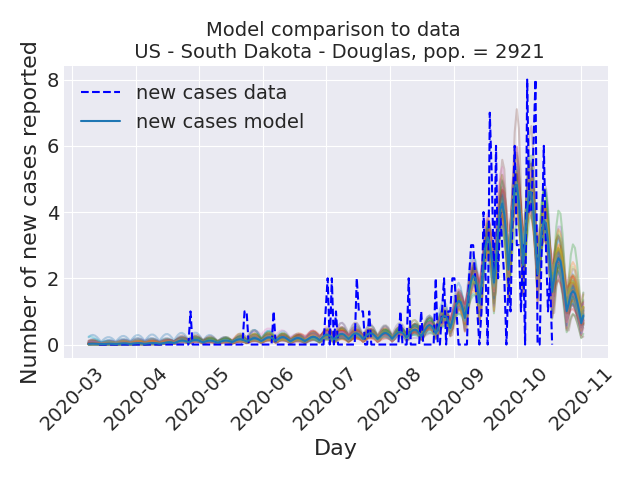 Model comparison to data
US - South Dakota - Douglas, pop. = 2921
Number of new cases reported
8
6
4
2
0
new cases data
new cases model
2020-03
2020-04
2020-05
2020-06
2020-07
2020-08
2020-09
2020-10
2020-11
Day